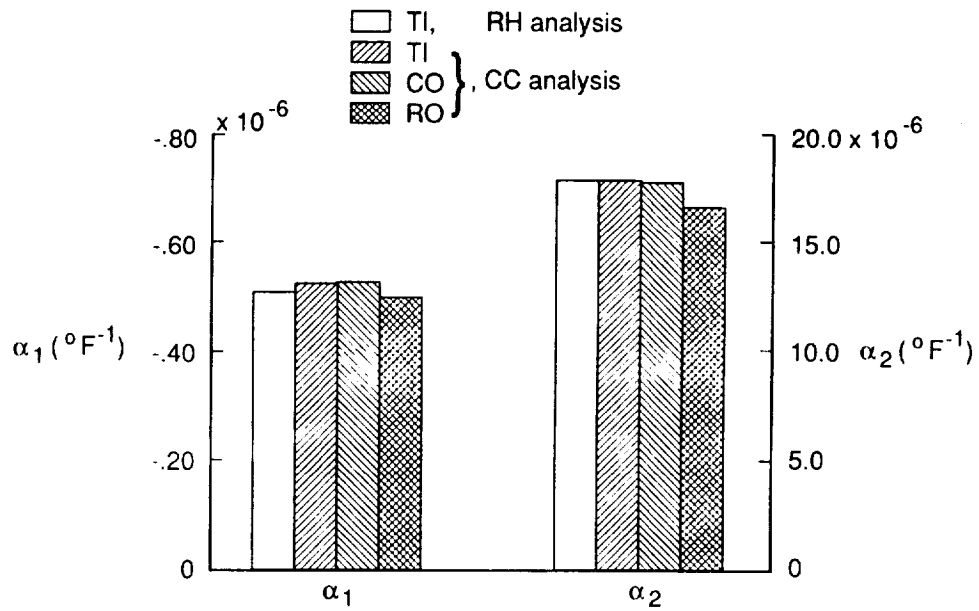 TI, RH analysis
TI
CO
RO
}, CC analysis
x 10⁻⁶
-.80
-.60
-.40
-.20
0
α₁ (°F⁻¹)
20.0 x 10⁻⁶
15.0
10.0
5.0
0
α₂ (°F⁻¹)
α₁
α₂